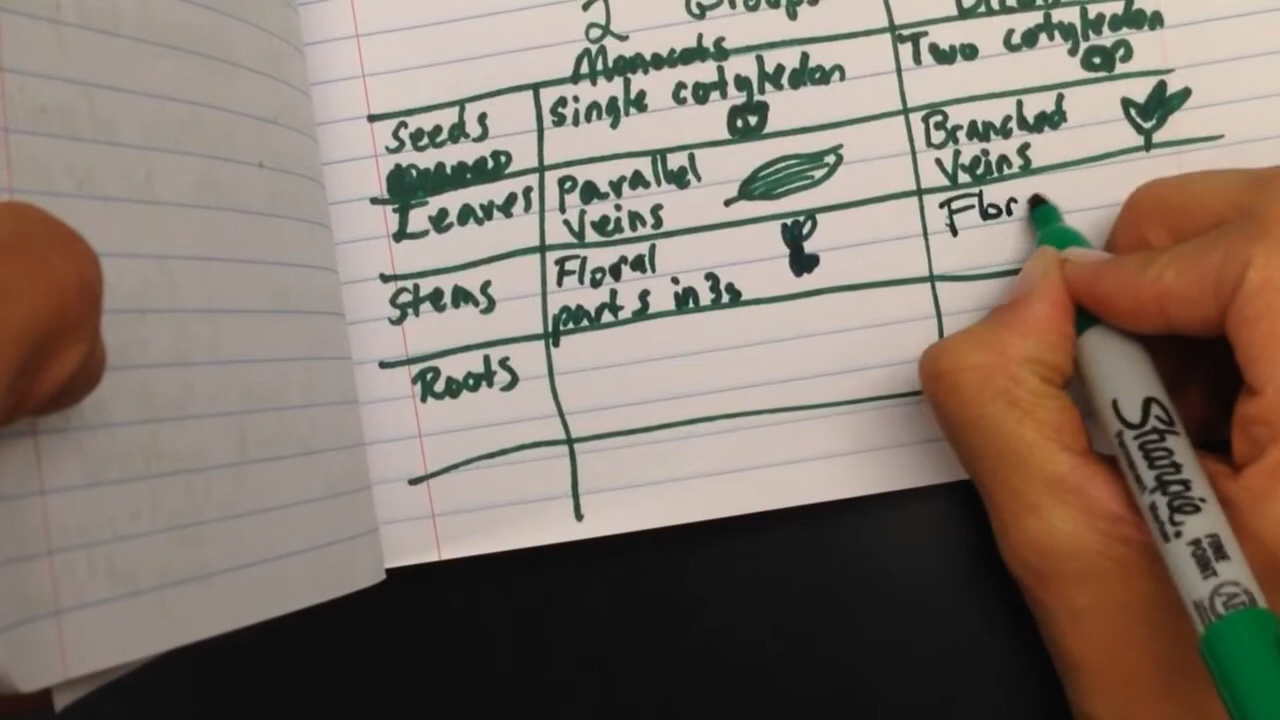 2 Groups
Monocots
Two cotyledon
Seeds
Single cotyledon
Branched
Veins
Leaves
Parallel
Veins
Flor
Stems
Floral
parts in 3s
Roots
Sharpie.
FINE
POINT
AP